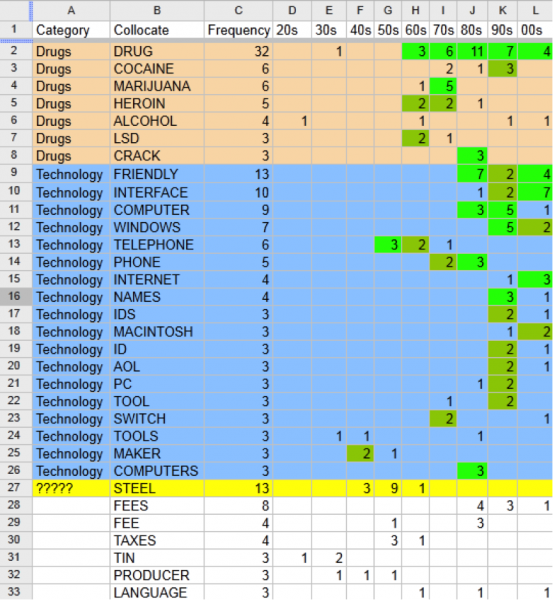 A B C D E F G H I J K L
1 Category Collocate Frequency 20s 30s 40s 50s 60s 70s 80s 90s 00s
2 Drugs DRUG 32 1 3 6 11 7 4
3 Drugs COCAINE 6 2 1 3
4 Drugs MARIJUANA 6 1 5
5 Drugs HEROIN 5 2 2 1
6 Drugs ALCOHOL 4 1 1 1 1
7 Drugs LSD 3 2 1
8 Drugs CRACK 3 3
9 Technology FRIENDLY 13 7 2 4
10 Technology INTERFACE 10 1 2 7
11 Technology COMPUTER 9 3 5 1
12 Technology WINDOWS 7 5 2
13 Technology TELEPHONE 6 3 2 1
14 Technology PHONE 5 2 3
15 Technology INTERNET 4 1 3
16 Technology NAMES 4 3 1
17 Technology IDS 3 2 1
18 Technology MACINTOSH 3 1 2
19 Technology ID 3 2 1
20 Technology AOL 3 2 1
21 Technology PC 3 1 2
22 Technology TOOL 3 1 2
23 Technology SWITCH 3 2 1
24 Technology TOOLS 3 1 1 1
25 Technology MAKER 3 2 1
26 Technology COMPUTERS 3 3
27 ????? STEEL 13 3 9 1
28 FEES 8 4 3 1
29 FEE 4 1 3
30 TAXES 4 3 1
31 TIN 3 1 2
32 PRODUCER 3 1 1 1
33 LANGUAGE 3 1 1 1